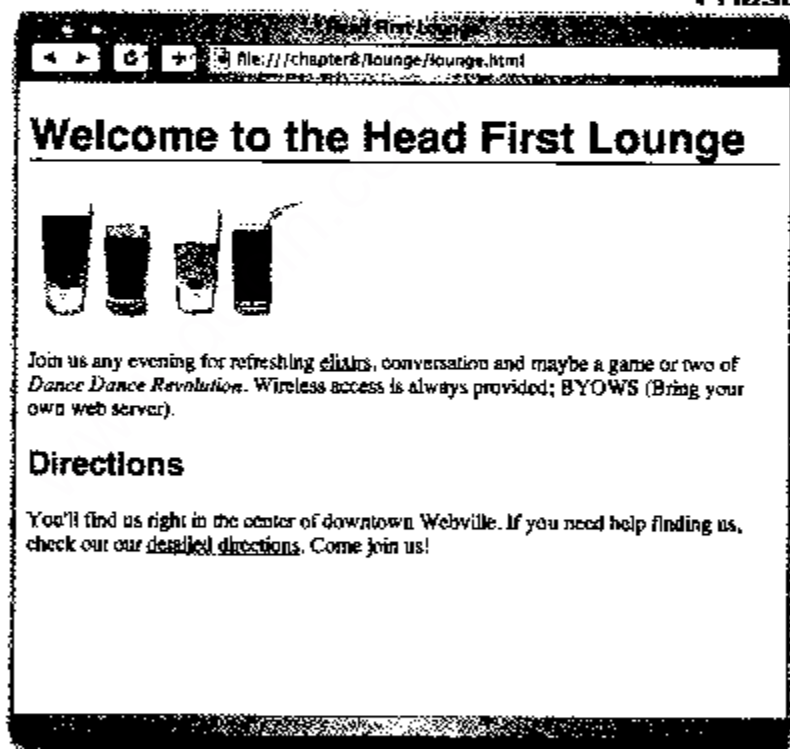 Head First Lounge
file:///chapter8/lounge/lounge.html
Welcome to the Head First Lounge
Join us any evening for refreshing elixirs, conversation and maybe a game or two of
Dance Dance Revolution. Wireless access is always provided; BYOWS (Bring your
own web server).
Directions
You'll find us right in the center of downtown Webville. If you need help finding us,
check out our detailed directions. Come join us!